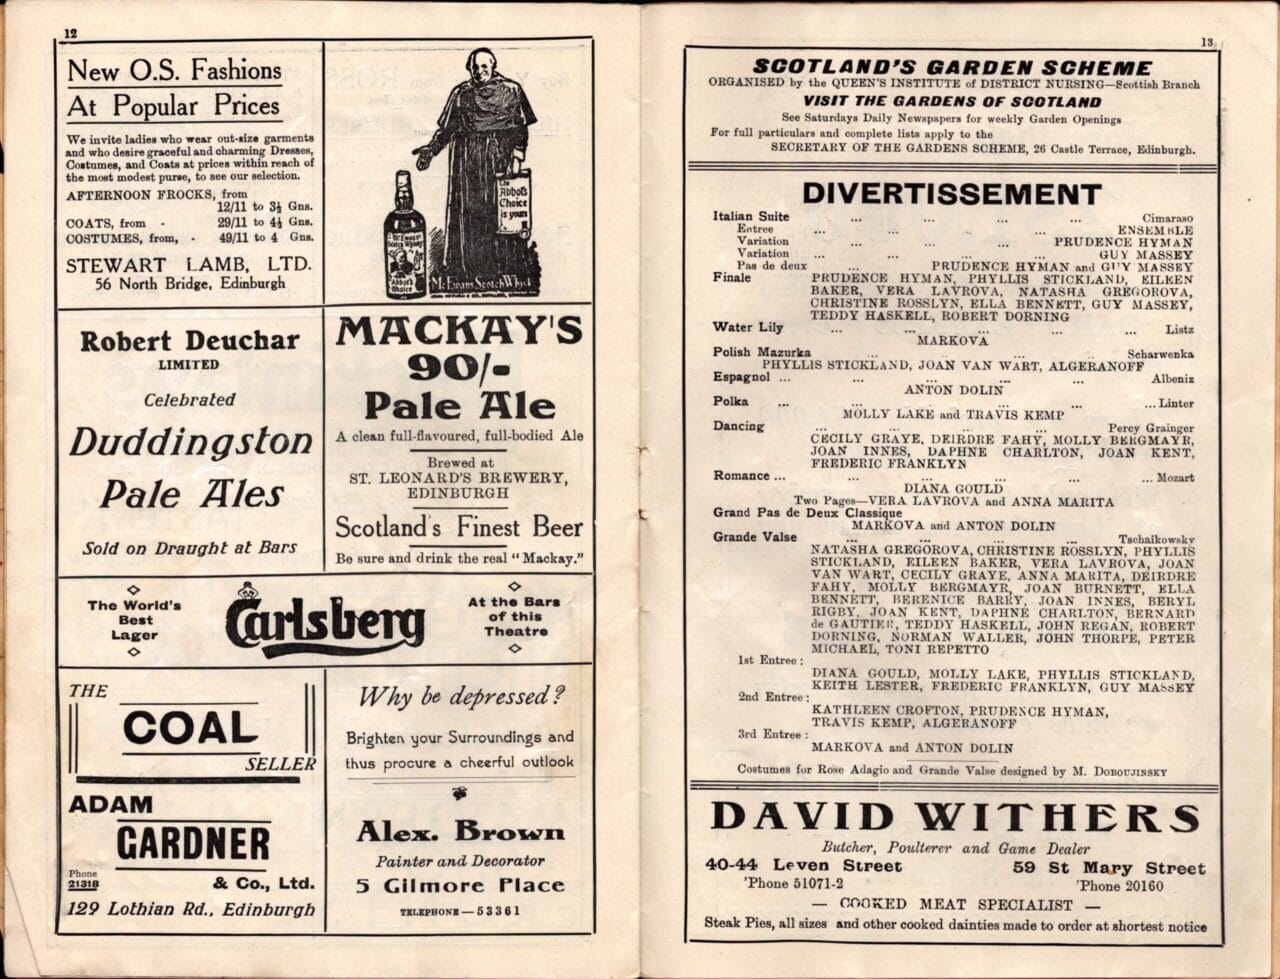 12
New O.S. Fashions
At Popular Prices
We invite ladies who wear out-size garments
and who desire graceful and charming Dresses,
Costumes, and Coats at prices within reach of
the most modest purse, to see our selection.
AFTERNOON FROCKS, from
12/11 to 3½ Gns.
COATS, from - 29/11 to 4½ Gns.
COSTUMES, from, - 49/11 to 4 Gns.
STEWART LAMB, LTD.
56 North Bridge, Edinburgh
The
Abbot's
Choice
is yours
McEwan's
Scotch Whisky
Abbot's
Choice
McEwans Scotch Whisky
Robert Deuchar
LIMITED
Celebrated
Duddingston
Pale Ales
Sold on Draught at Bars
MACKAY'S
90/-
Pale Ale
A clean full-flavoured, full-bodied Ale
Brewed at
ST. LEONARD'S BREWERY,
EDINBURGH
Scotland's Finest Beer
Be sure and drink the real "Mackay."
The World's
Best
Lager
Carlsberg
At the Bars
of this
Theatre
THE
COAL
SELLER
ADAM
GARDNER
Phone
21318
& Co., Ltd.
129 Lothian Rd., Edinburgh
Why be depressed?
Brighten your Surroundings and
thus procure a cheerful outlook
Alex. Brown
Painter and Decorator
5 Gilmore Place
TELEPHONE—53361
13
SCOTLAND'S GARDEN SCHEME
ORGANISED by the QUEEN'S INSTITUTE of DISTRICT NURSING—Scottish Branch
VISIT THE GARDENS OF SCOTLAND
See Saturdays Daily Newspapers for weekly Garden Openings
For full particulars and complete lists apply to the
SECRETARY OF THE GARDENS SCHEME, 26 Castle Terrace, Edinburgh.
DIVERTISSEMENT
Italian Suite ... ... ... ... Cimaraso
Entree ... ... ... ... ENSEMBLE
Variation ... ... ... PRUDENCE HYMAN
Variation ... ... ... ... GUY MASSEY
Pas de deux ... PRUDENCE HYMAN and GUY MASSEY
Finale PRUDENCE HYMAN, PHYLLIS STICKLAND, EILEEN
BAKER, VERA LAVROVA, NATASHA GREGOROVA,
CHRISTINE ROSSLYN, ELLA BENNETT, GUY MASSEY,
TEDDY HASKELL, ROBERT DORNING
Water Lily ... ... ... ... ... Listz
MARKOVA
Polish Mazurka ... ... ... .. Scharwenka
PHYLLIS STICKLAND, JOAN VAN WART, ALGERANOFF
Espagnol ... ... ... ... ... Albeniz
ANTON DOLIN
Polka ... ... ... ... ... ... Linter
MOLLY LAKE and TRAVIS KEMP
Dancing ... ... ... ... Percy Grainger
CECILY GRAYE, DEIRDRE FAHY, MOLLY BERGMAYR,
JOAN INNES, DAPHNE CHARLTON, JOAN KENT,
FREDERIC FRANKLYN
Romance ... ... ... ... ... ... Mozart
DIANA GOULD
Two Pages—VERA LAVROVA and ANNA MARITA
Grand Pas de Deux Classique
MARKOVA and ANTON DOLIN
Grande Valse ... ... ... ... Tschaikowsky
NATASHA GREGOROVA, CHRISTINE ROSSLYN, PHYLLIS
STICKLAND, EILEEN BAKER, VERA LAVROVA, JOAN
VAN WART, CECILY GRAYE, ANNA MARITA, DEIRDRE
FAHY, MOLLY BERGMAYR, JOAN BURNETT, ELLA
BENNETT, BERENICE BARRY, JOAN INNES, BERYL
RIGBY, JOAN KENT, DAPHNE CHARLTON, BERNARD
de GAUTIER, TEDDY HASKELL, JOHN REGAN, ROBERT
DORNING, NORMAN WALLER, JOHN THORPE, PETER
MICHAEL, TONI REPETTO
1st Entree :
DIANA GOULD, MOLLY LAKE, PHYLLIS STICKLAND,
KEITH LESTER, FREDERIC FRANKLYN, GUY MASSEY
2nd Entree :
KATHLEEN CROFTON, PRUDENCE HYMAN,
TRAVIS KEMP, ALGERANOFF
3rd Entree :
MARKOVA and ANTON DOLIN
Costumes for Rose Adagio and Grande Valse designed by M. DOBOUJINSKY
DAVID WITHERS
Butcher, Poulterer and Game Dealer
40-44 Leven Street 59 St Mary Street
'Phone 51071-2 'Phone 20160
— COOKED MEAT SPECIALIST —
Steak Pies, all sizes and other cooked dainties made to order at shortest notice